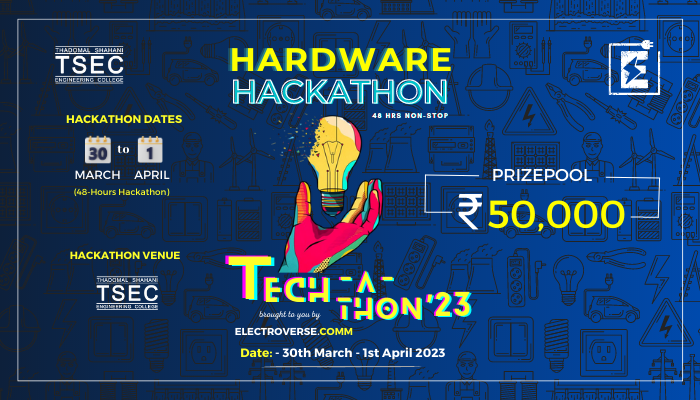 THADOMAL SHAHANI
TSEC
ENGINEERING COLLEGE
HARDWARE
HACKATHON
48 HRS NON-STOP
HACKATHON DATES
30 to 1
MARCH APRIL
(48-Hours Hackathon)
PRIZEPOOL
₹50,000
HACKATHON VENUE
THADOMAL SHAHANI
TSEC
ENGINEERING COLLEGE
TECH -A-
THON'23
brought to you by
ELECTROVERSE.COMM
Date: - 30th March - 1st April 2023